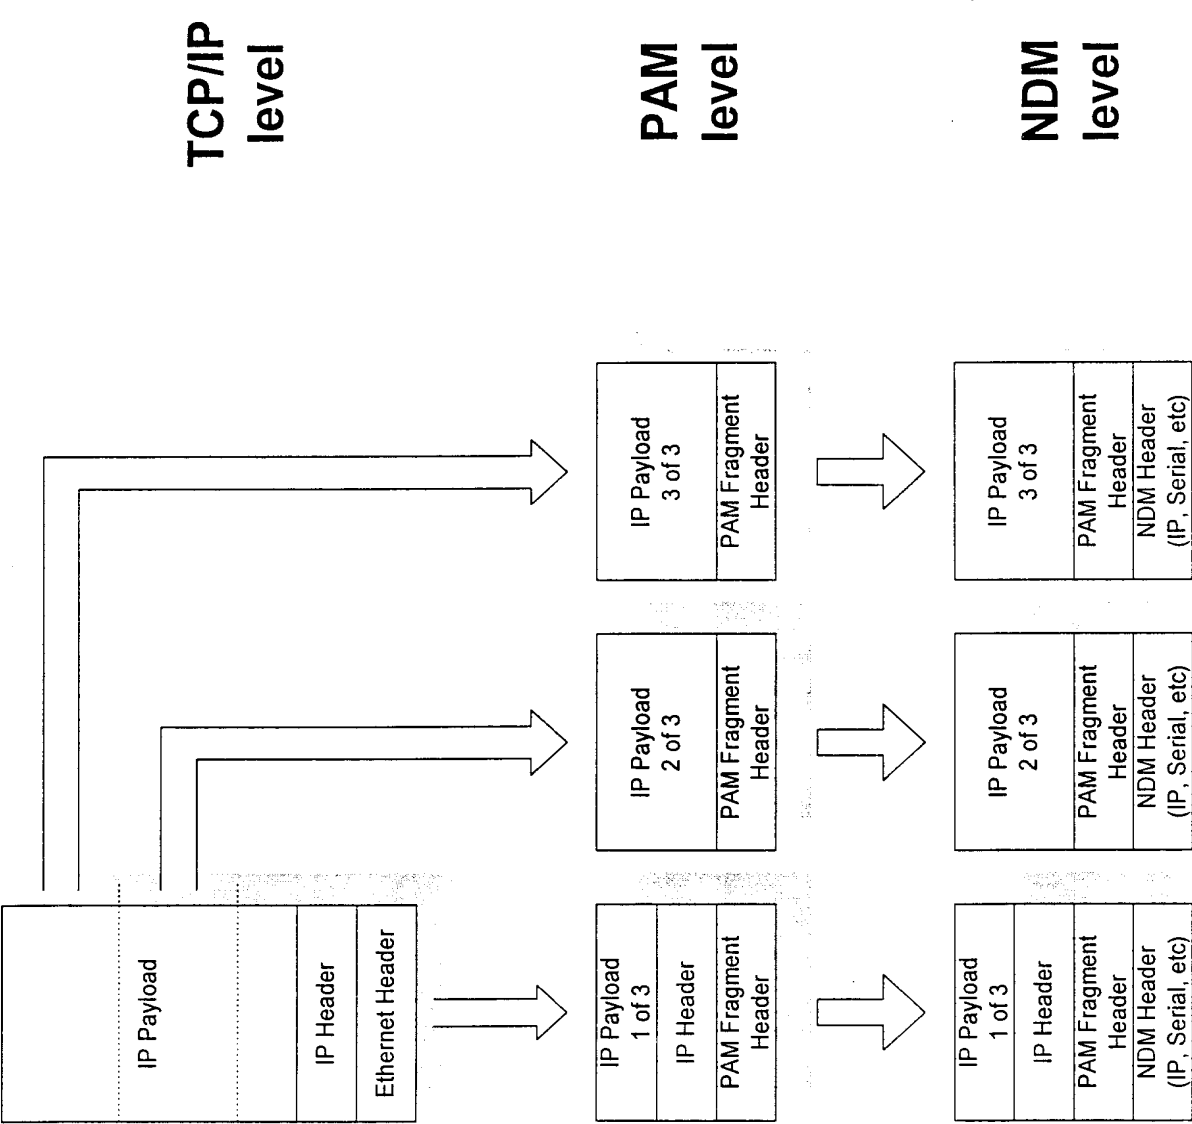 TCP/IP
level
PAM
level
NDM
level
IP Payload
IP Header
Ethernet Header
IP Payload
1 of 3
IP Header
PAM Fragment
Header
IP Payload
2 of 3
PAM Fragment
Header
IP Payload
3 of 3
PAM Fragment
Header
IP Payload
1 of 3
IP Header
PAM Fragment
Header
NDM Header
(IP, Serial, etc)
IP Payload
2 of 3
PAM Fragment
Header
NDM Header
(IP, Serial, etc)
IP Payload
3 of 3
PAM Fragment
Header
NDM Header
(IP, Serial, etc)